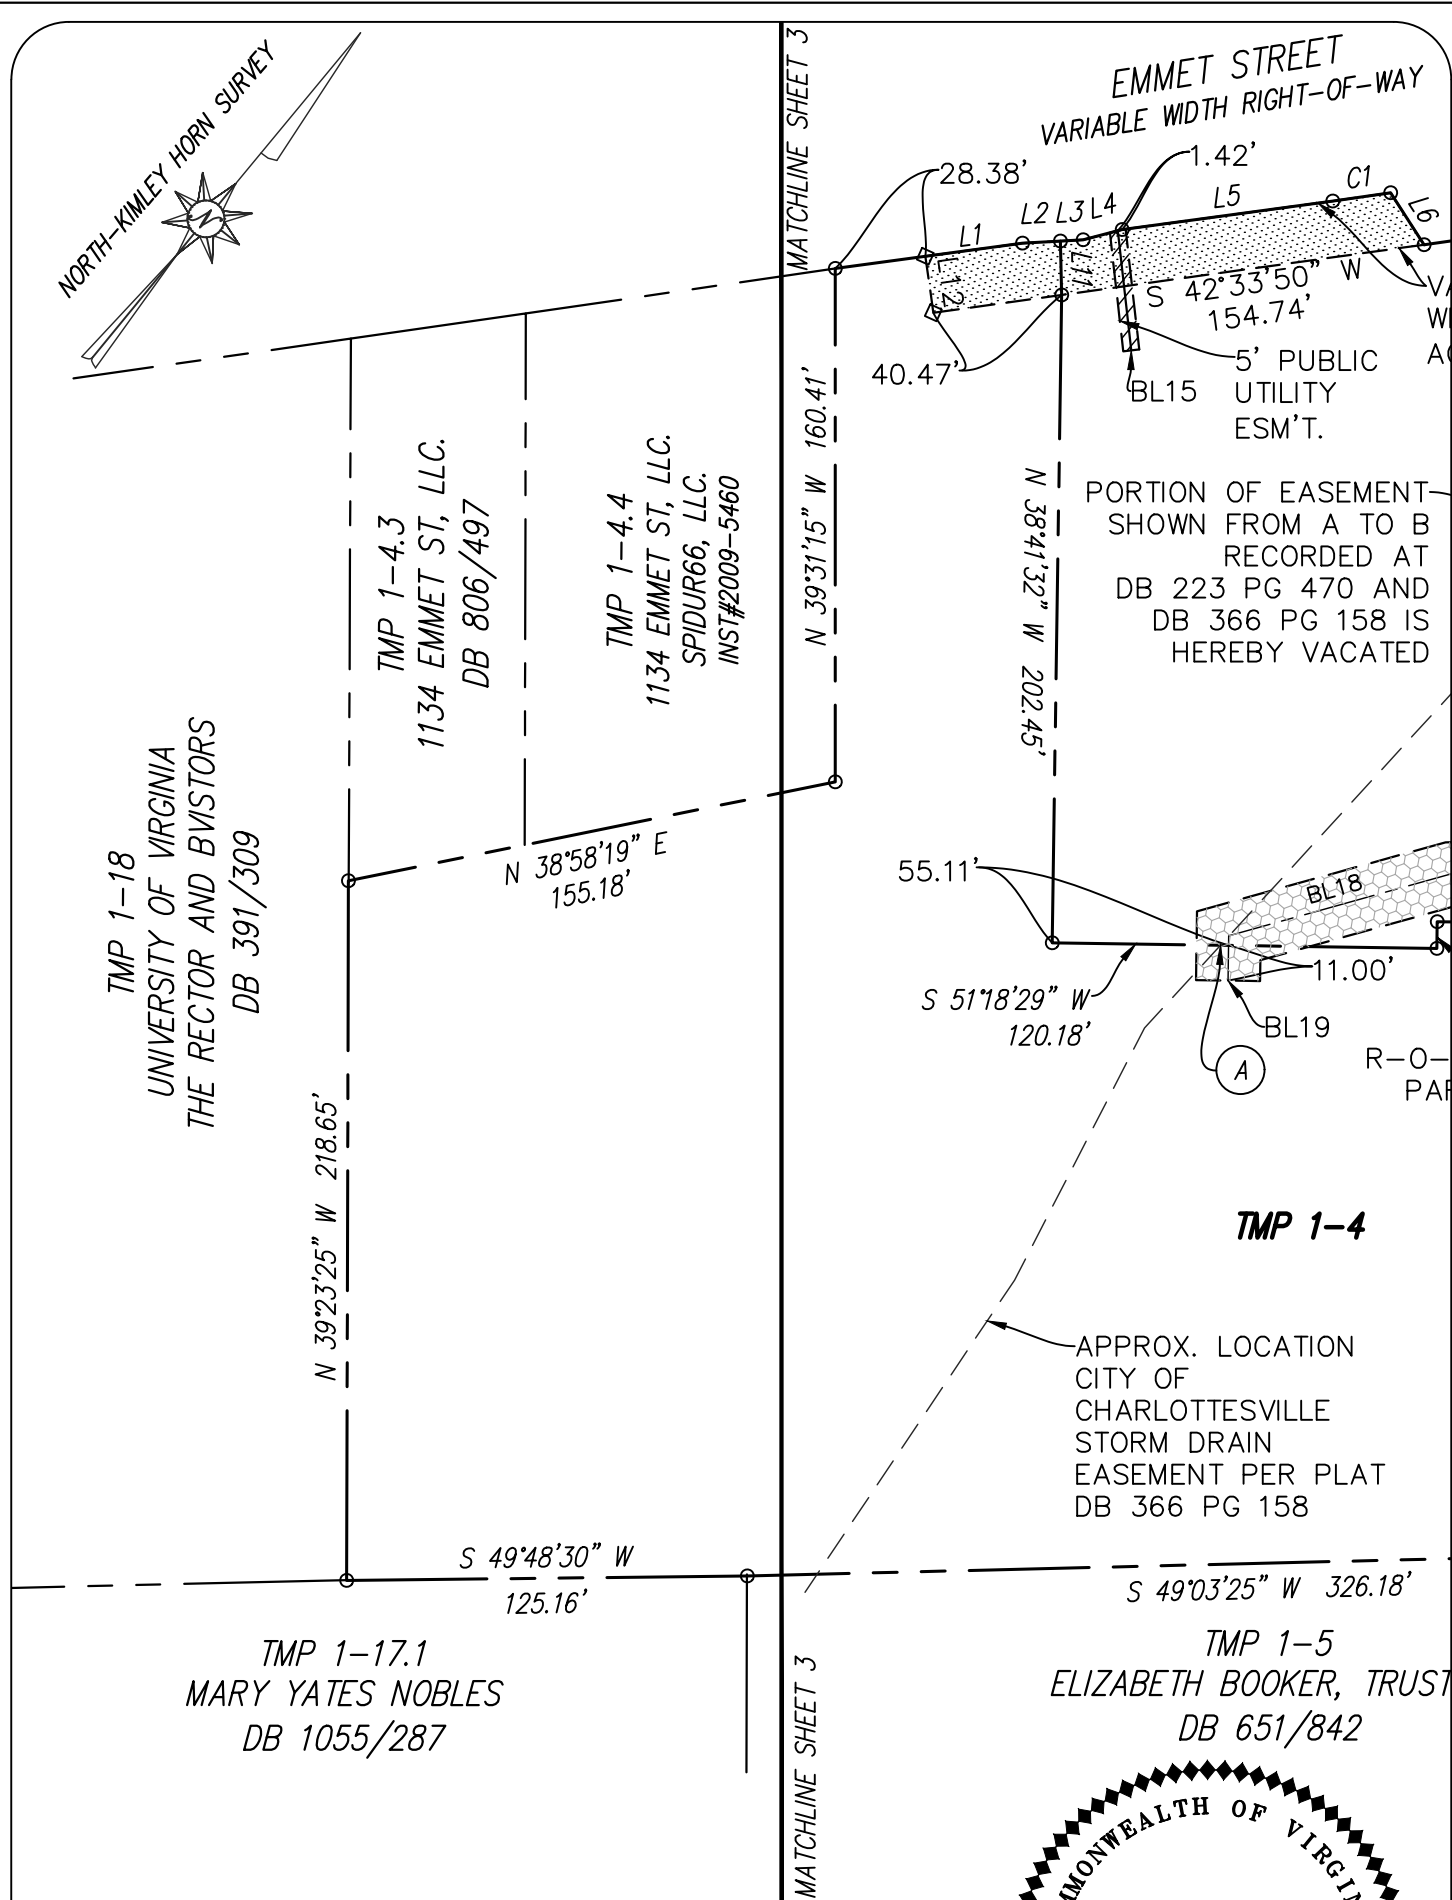 NORTH-KIMLEY HORN SURVEY
MATCHLINE SHEET 3
EMMET STREET
VARIABLE WIDTH RIGHT-OF-WAY
28.38'
1.42'
L1
L2
L3
L4
L5
C1
L6
L12
L11
S 42°33'50" W
154.74'
40.47'
BL15
5' PUBLIC
UTILITY
ESM'T.
TMP 1-4.3
1134 EMMET ST, LLC.
DB 806/497
TMP 1-4.4
1134 EMMET ST, LLC.
SPIDUR66, LLC.
INST#2009-5460
N 39°31'15" W 160.41'
N 38°41'32" W 202.45'
PORTION OF EASEMENT
SHOWN FROM A TO B
RECORDED AT
DB 223 PG 470 AND
DB 366 PG 158 IS
HEREBY VACATED
TMP 1-18
UNIVERSITY OF VIRGINIA
THE RECTOR AND BVISTORS
DB 391/309
N 38°58'19" E
155.18'
55.11'
BL18
11.00'
S 51°18'29" W
120.18'
BL19
A
R-O-
N 39°23'25" W 218.65'
TMP 1-4
APPROX. LOCATION
CITY OF
CHARLOTTESVILLE
STORM DRAIN
EASEMENT PER PLAT
DB 366 PG 158
S 49°48'30" W
125.16'
S 49°03'25" W 326.18'
TMP 1-17.1
MARY YATES NOBLES
DB 1055/287
MATCHLINE SHEET 3
TMP 1-5
ELIZABETH BOOKER, TRUST
DB 651/842
MMONWEALTH OF VIRGIN